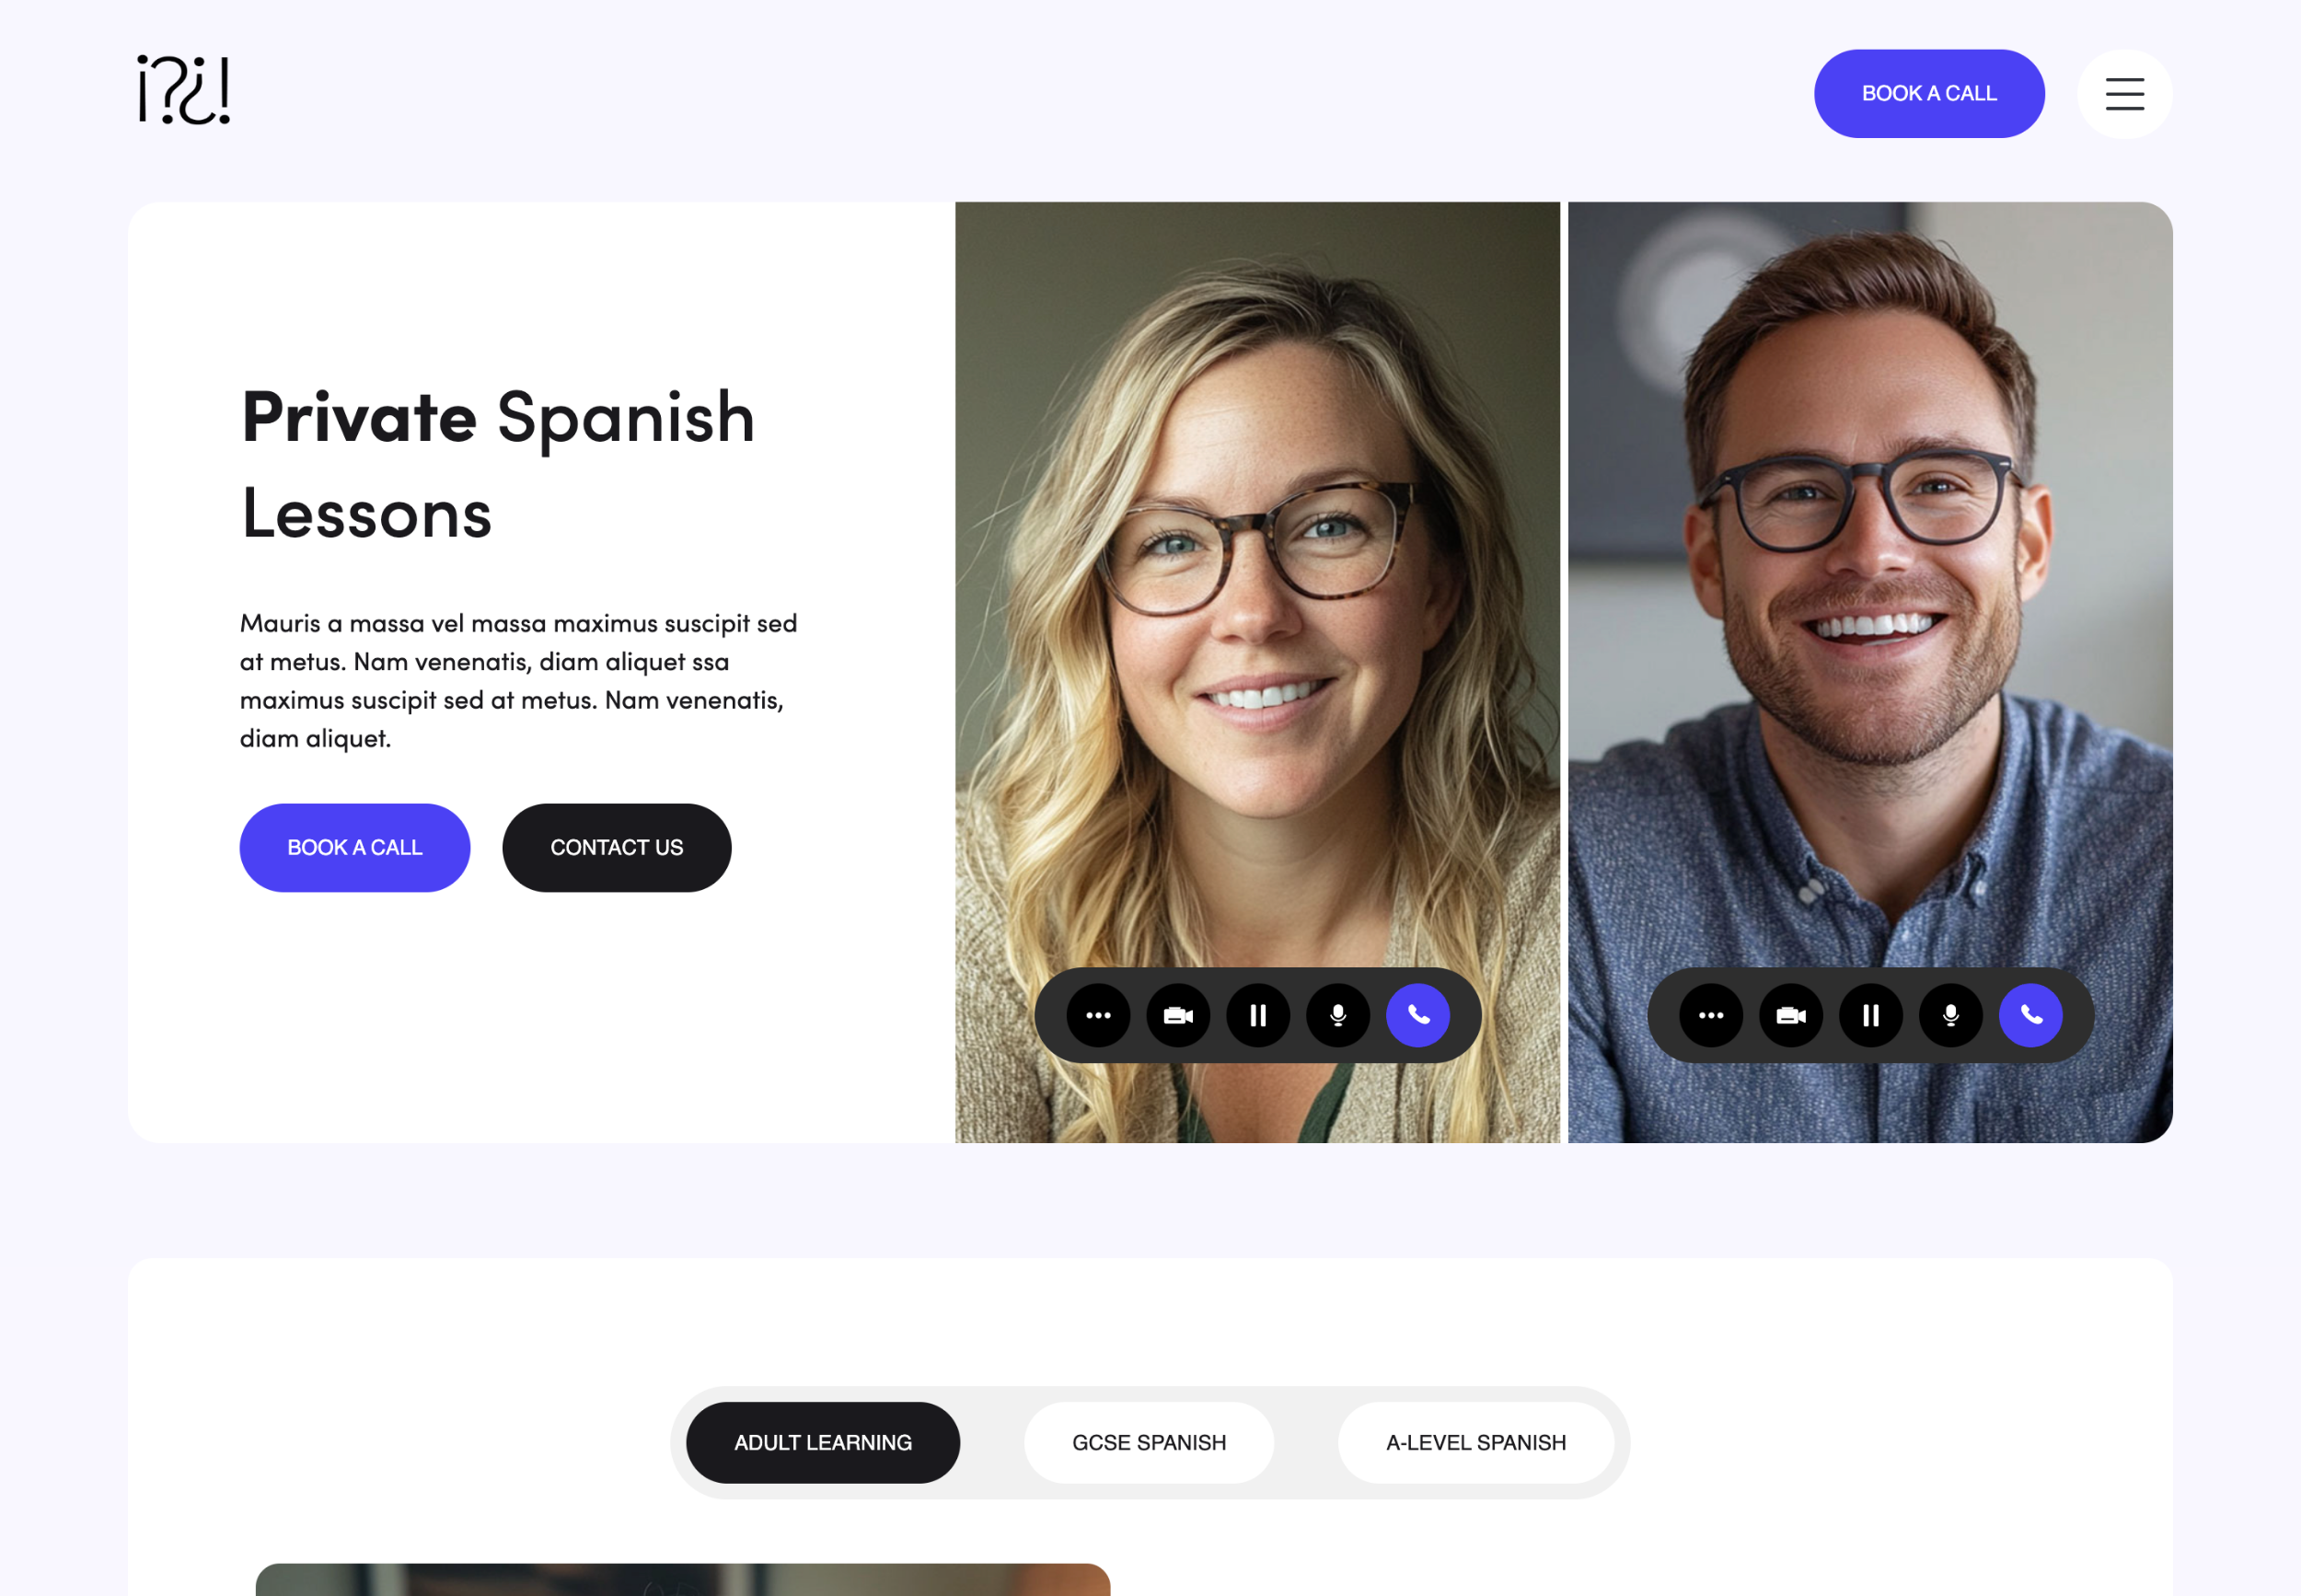 ¡?¿!
BOOK A CALL
Private Spanish
Lessons
Mauris a massa vel massa maximus suscipit sed
at metus. Nam venenatis, diam aliquet ssa
maximus suscipit sed at metus. Nam venenatis,
diam aliquet.
BOOK A CALL
CONTACT US
ADULT LEARNING
GCSE SPANISH
A-LEVEL SPANISH